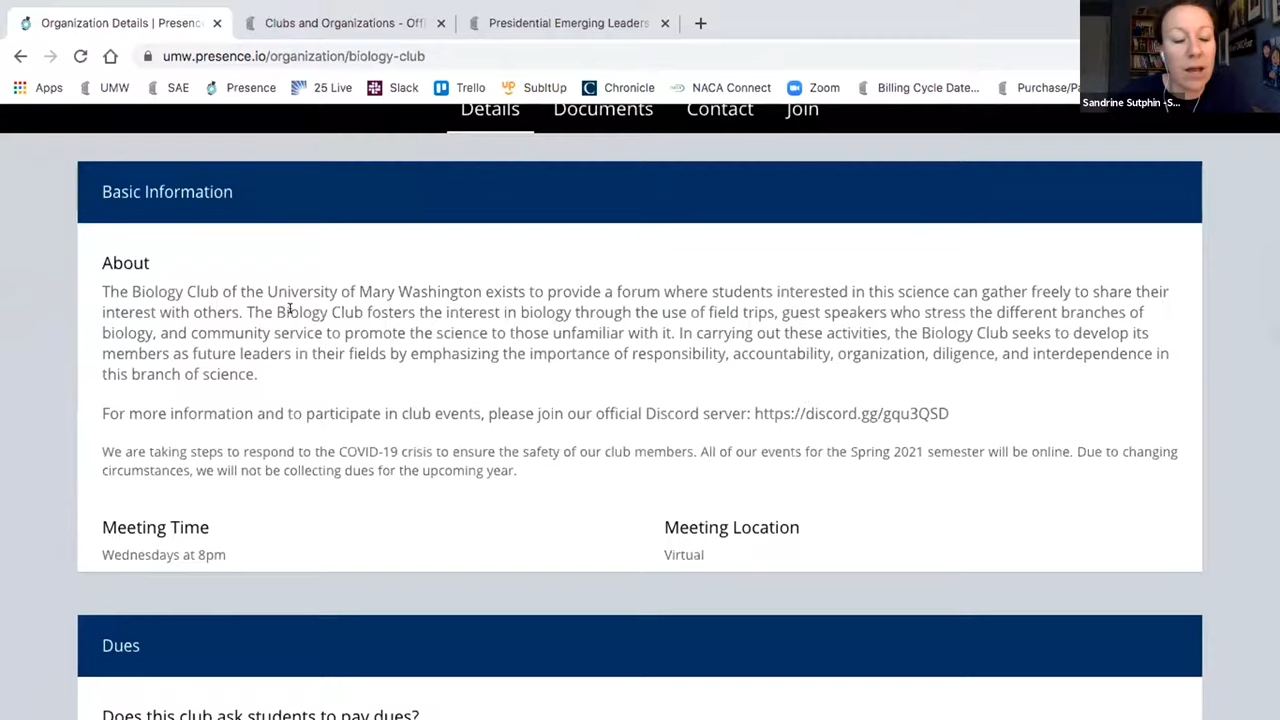 Organization Details | Presence
Clubs and Organizations - Offi
Presidential Emerging Leaders
umw.presence.io/organization/biology-club
Apps UMW SAE Presence 25 Live Slack Trello SubItUp Chronicle NACA Connect Zoom Billing Cycle Date... Purchase/Pa
Sandrine Sutphin -S...
Details Documents Contact Join
Basic Information
About
The Biology Club of the University of Mary Washington exists to provide a forum where students interested in this science can gather freely to share their
interest with others. The Biology Club fosters the interest in biology through the use of field trips, guest speakers who stress the different branches of
biology, and community service to promote the science to those unfamiliar with it. In carrying out these activities, the Biology Club seeks to develop its
members as future leaders in their fields by emphasizing the importance of responsibility, accountability, organization, diligence, and interdependence in
this branch of science.
For more information and to participate in club events, please join our official Discord server: https://discord.gg/gqu3QSD
We are taking steps to respond to the COVID-19 crisis to ensure the safety of our club members. All of our events for the Spring 2021 semester will be online. Due to changing
circumstances, we will not be collecting dues for the upcoming year.
Meeting Time Meeting Location
Wednesdays at 8pm Virtual
Dues
Does this club ask students to pay dues?